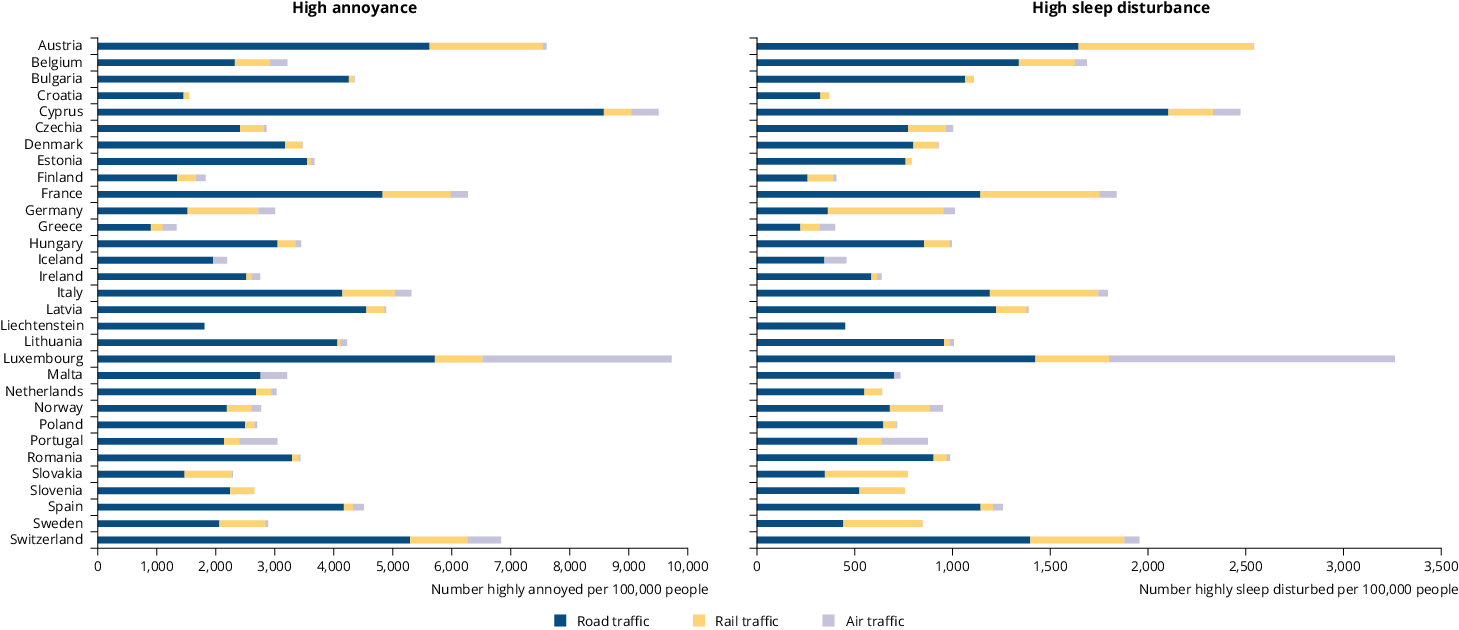 High annoyance
High sleep disturbance
Austria
Belgium
Bulgaria
Croatia
Cyprus
Czechia
Denmark
Estonia
Finland
France
Germany
Greece
Hungary
Iceland
Ireland
Italy
Latvia
Liechtenstein
Lithuania
Luxembourg
Malta
Netherlands
Norway
Poland
Portugal
Romania
Slovakia
Slovenia
Spain
Sweden
Switzerland
0 1,000 2,000 3,000 4,000 5,000 6,000 7,000 8,000 9,000 10,000
Number highly annoyed per 100,000 people
0 500 1,000 1,500 2,000 2,500 3,000 3,500
Number highly sleep disturbed per 100,000 people
Road traffic Rail traffic Air traffic